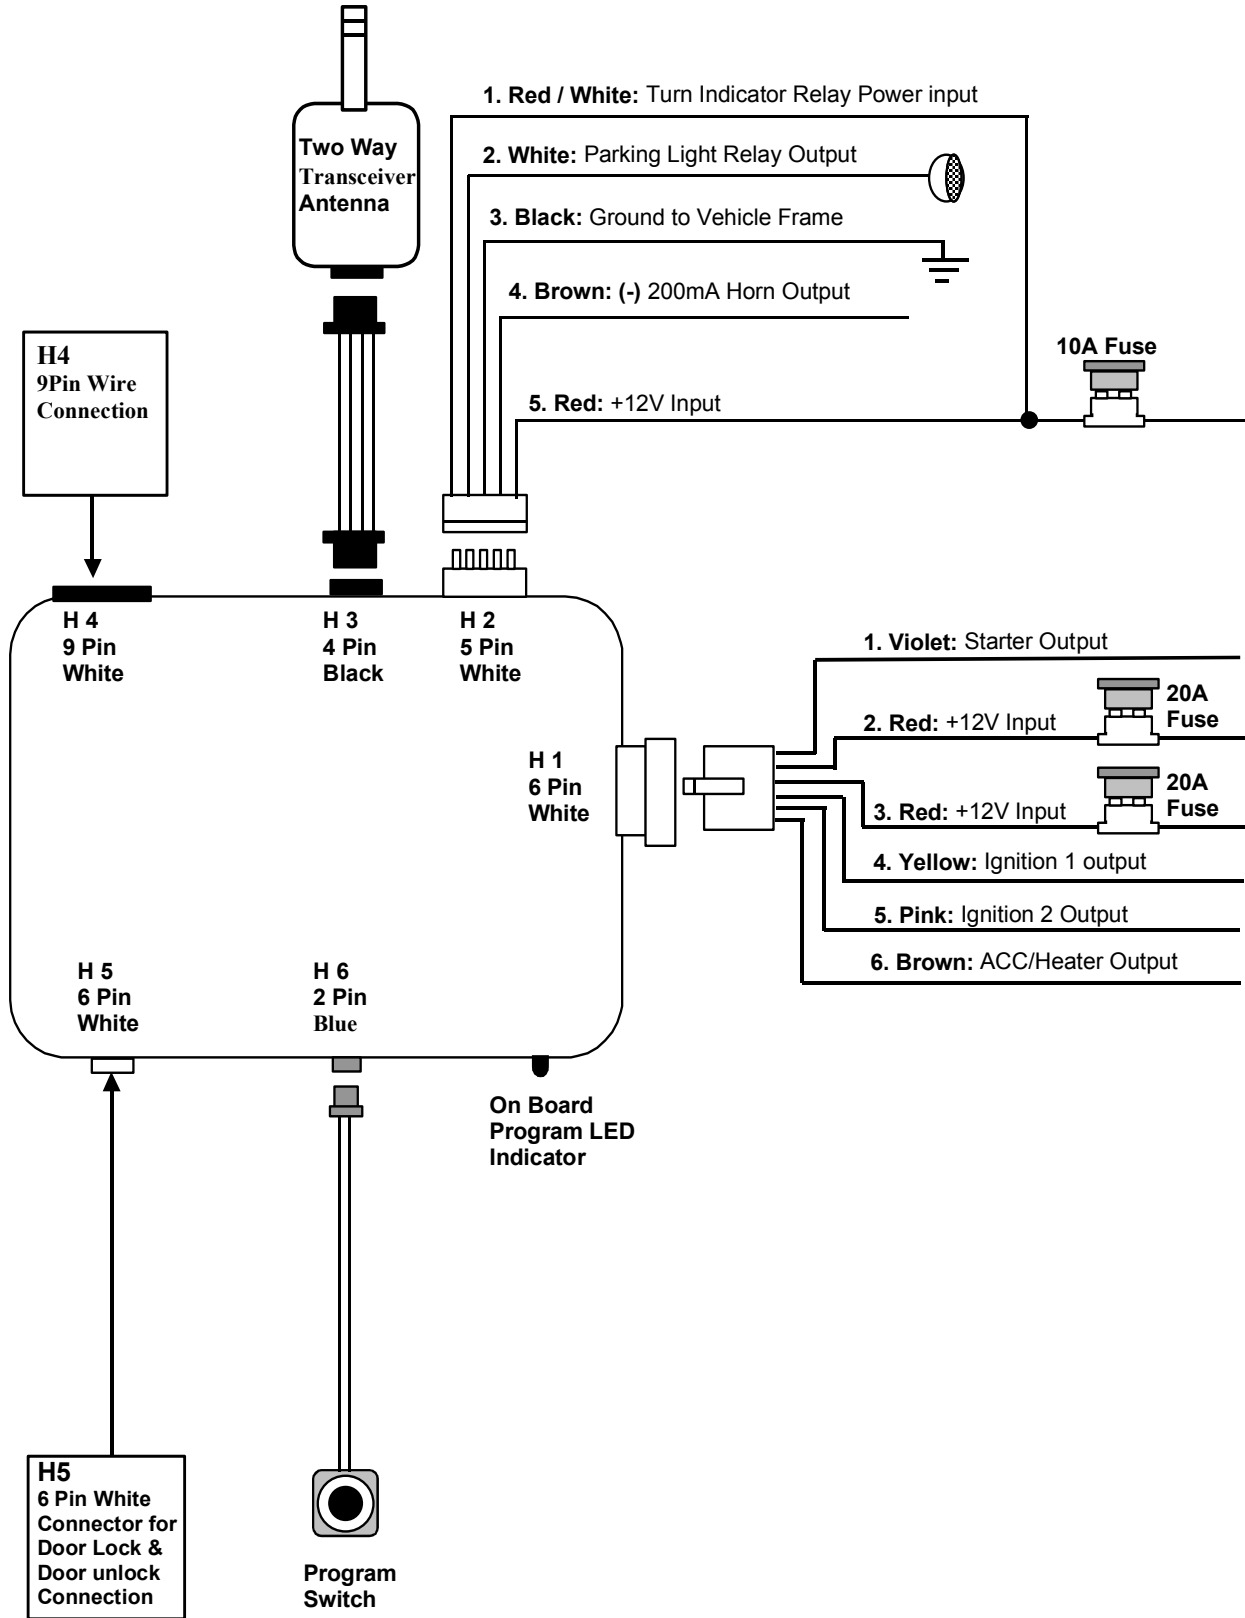 1. Red / White: Turn Indicator Relay Power input
Two Way
Transceiver
Antenna
2. White: Parking Light Relay Output
3. Black: Ground to Vehicle Frame
4. Brown: (-) 200mA Horn Output
10A Fuse
5. Red: +12V Input
H4
9Pin Wire
Connection
H 4
9 Pin
White
H 3
4 Pin
Black
H 2
5 Pin
White
H 1
6 Pin
White
1. Violet: Starter Output
20A
Fuse
2. Red: +12V Input
20A
Fuse
3. Red: +12V Input
4. Yellow: Ignition 1 output
5. Pink: Ignition 2 Output
6. Brown: ACC/Heater Output
H 5
6 Pin
White
H 6
2 Pin
Blue
On Board
Program LED
Indicator
H5
6 Pin White
Connector for
Door Lock &
Door unlock
Connection
Program
Switch